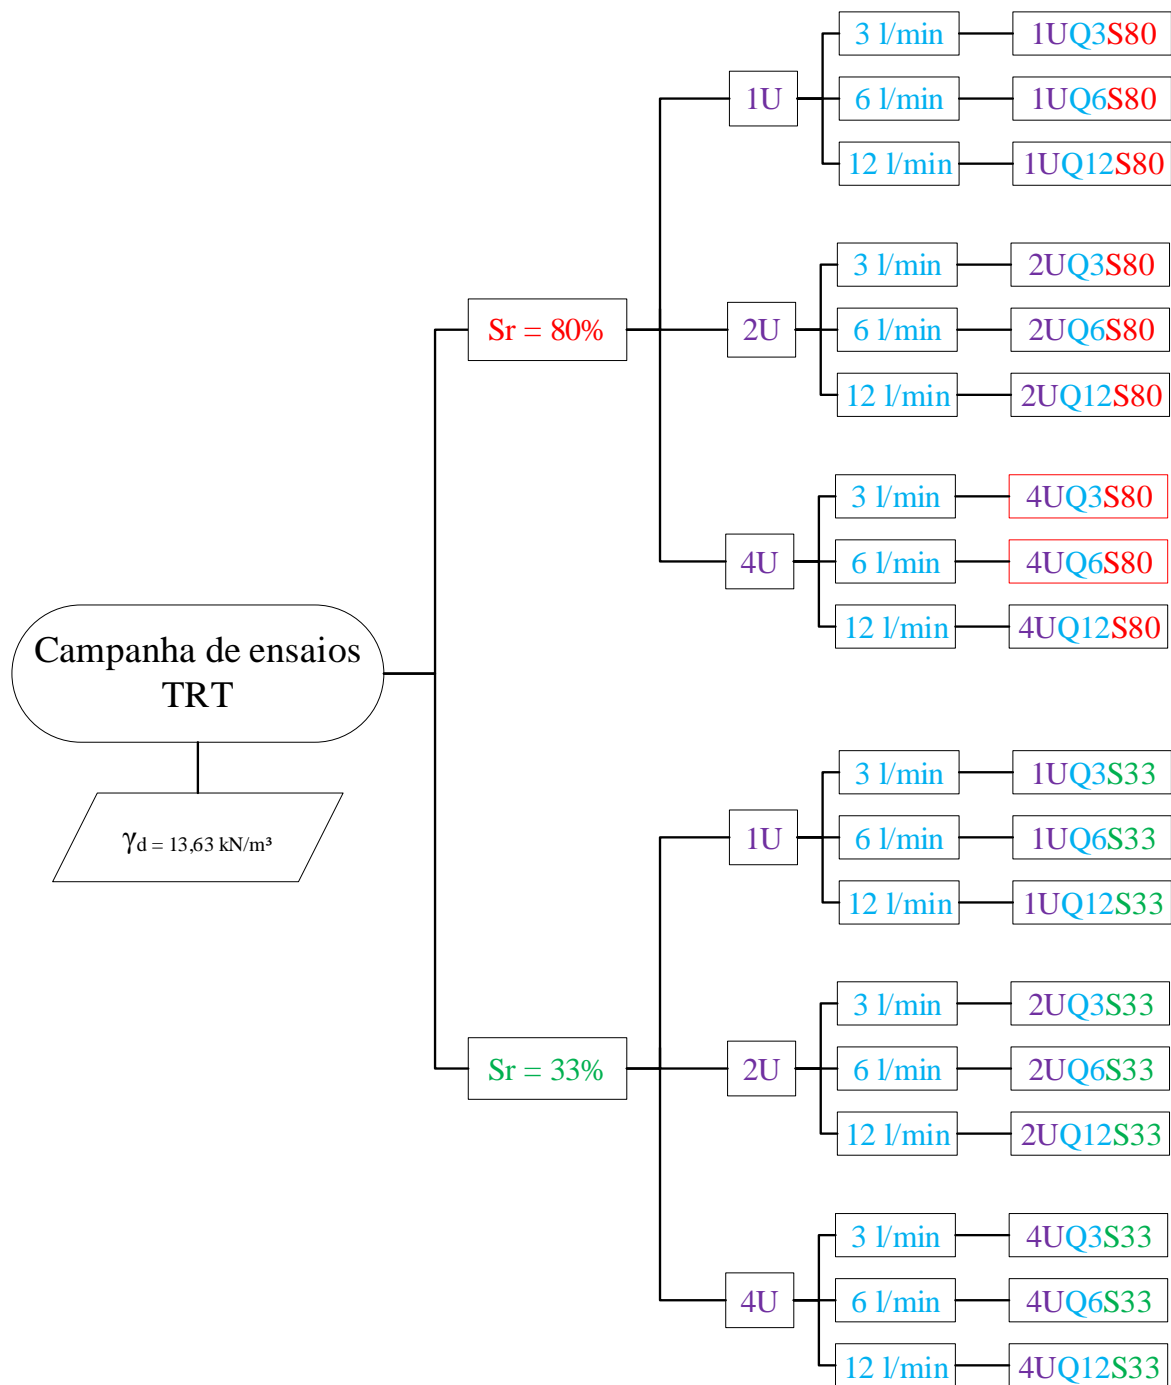 Campanha de ensaios
TRT
γd = 13,63 kN/m³
Sr = 80%
1U
3 l/min
1UQ3S80
6 l/min
1UQ6S80
12 l/min
1UQ12S80
2U
3 l/min
2UQ3S80
6 l/min
2UQ6S80
12 l/min
2UQ12S80
4U
3 l/min
4UQ3S80
6 l/min
4UQ6S80
12 l/min
4UQ12S80
Sr = 33%
1U
3 l/min
1UQ3S33
6 l/min
1UQ6S33
12 l/min
1UQ12S33
2U
3 l/min
2UQ3S33
6 l/min
2UQ6S33
12 l/min
2UQ12S33
4U
3 l/min
4UQ3S33
6 l/min
4UQ6S33
12 l/min
4UQ12S33